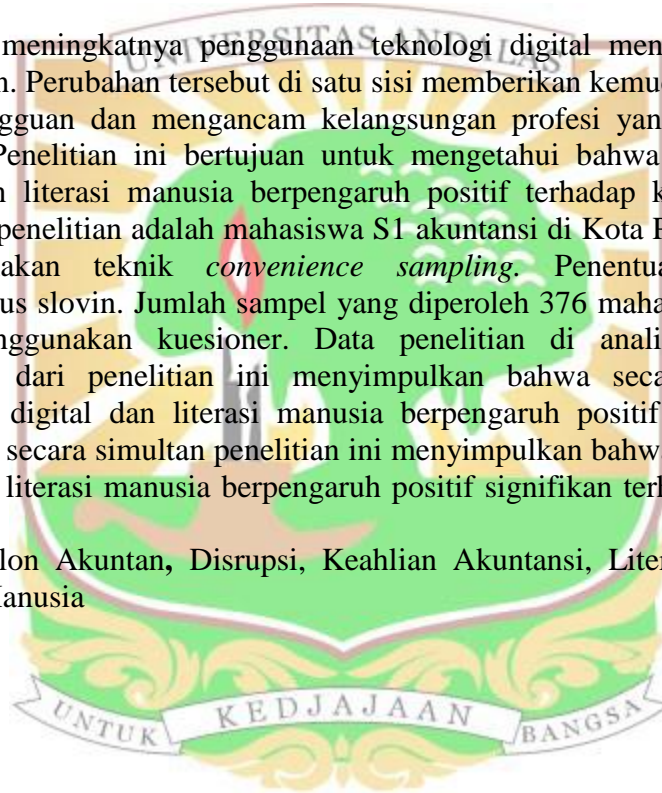 UNIVERSITAS ANDALAS
meningkatnya penggunaan teknologi digital men
n. Perubahan tersebut di satu sisi memberikan kemu
gguan dan mengancam kelangsungan profesi yan
Penelitian ini bertujuan untuk mengetahui bahwa
n literasi manusia berpengaruh positif terhadap k
penelitian adalah mahasiswa S1 akuntansi di Kota
akan teknik convenience sampling. Penentua
us slovin. Jumlah sampel yang diperoleh 376 maha
nggunakan kuesioner. Data penelitian di anali
dari penelitian ini menyimpulkan bahwa seca
digital dan literasi manusia berpengaruh positif
secara simultan penelitian ini menyimpulkan bahwa
literasi manusia berpengaruh positif signifikan ter
lon Akuntan, Disrupsi, Keahlian Akuntansi, Liter
Manusia
UNTUK KEDJAJAAN BANGSA